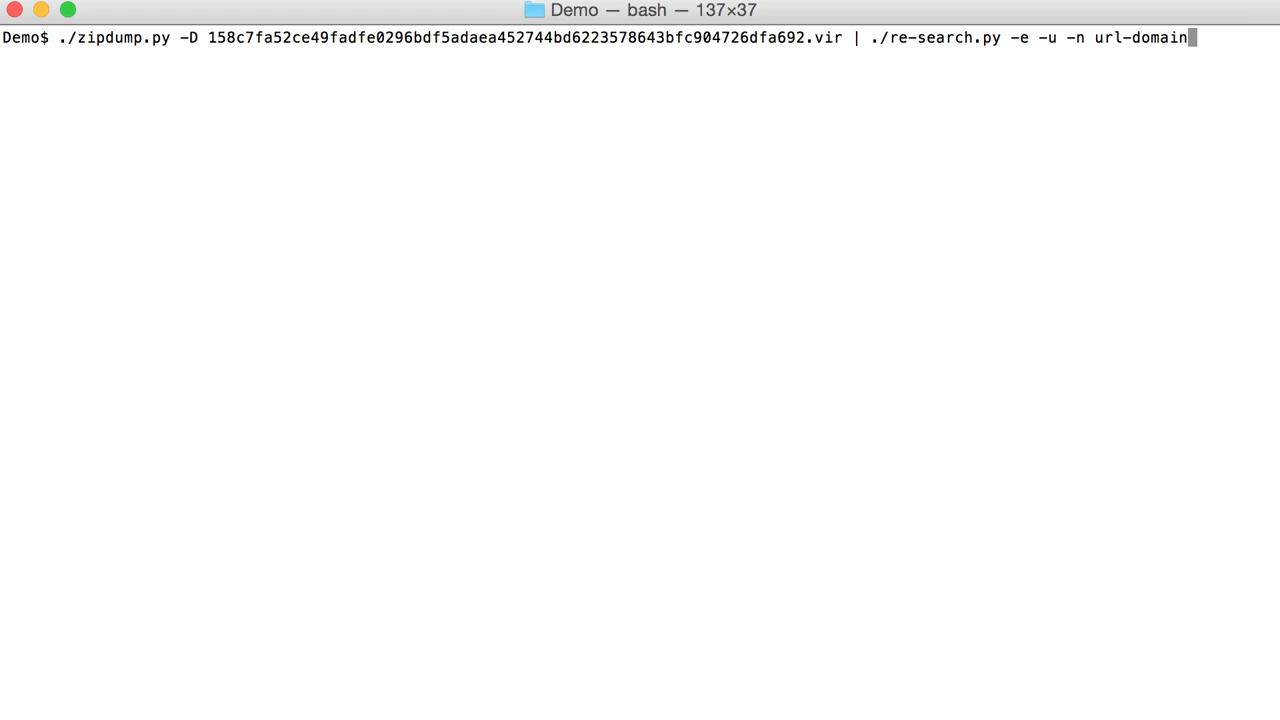 Demo — bash — 137×37
Demo$ ./zipdump.py -D 158c7fa52ce49fadfe0296bdf5adaea452744bd6223578643bfc904726dfa692.vir | ./re-search.py -e -u -n url-domain